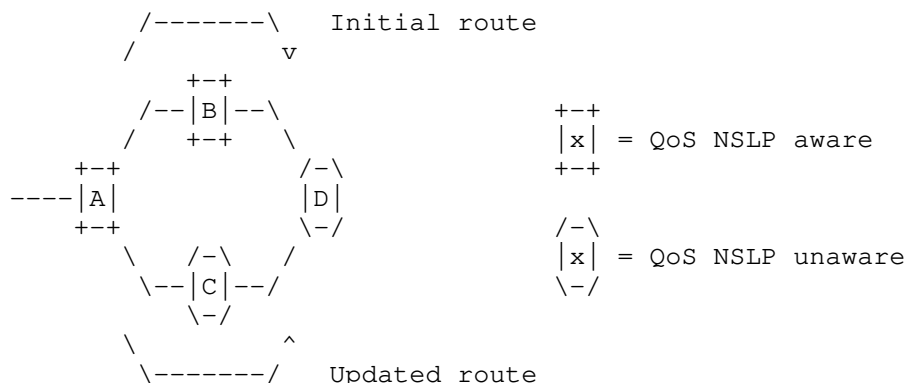 /-------\   Initial route
/         v
+-+
/--|B|--\          +-+
/   +-+   \         |x| = QoS NSLP aware
+-+           /-\       +-+
----|A|           |D|
+-+           \-/       /-\
\   /-\   /         |x| = QoS NSLP unaware
\--|C|--/          \-/
\-/
\         ^
\-------/   Updated route